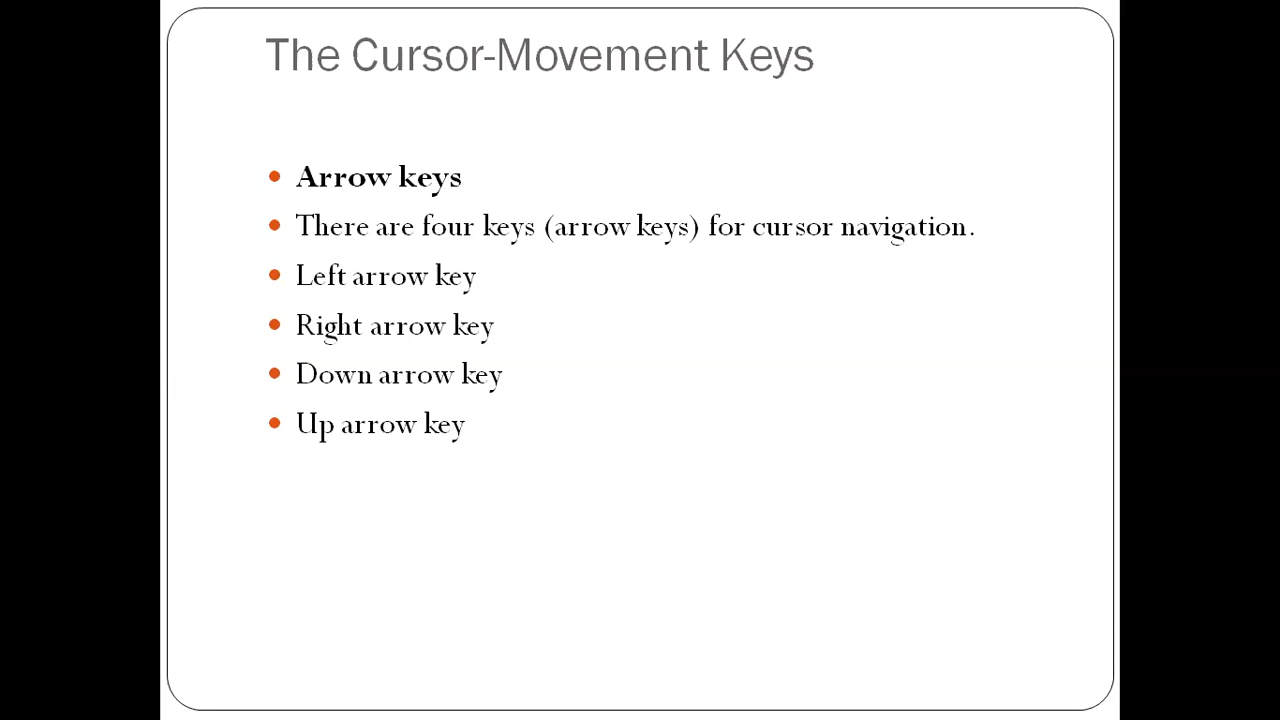 The Cursor-Movement Keys
Arrow keys
There are four keys (arrow keys) for cursor navigation.
Left arrow key
Right arrow key
Down arrow key
Up arrow key